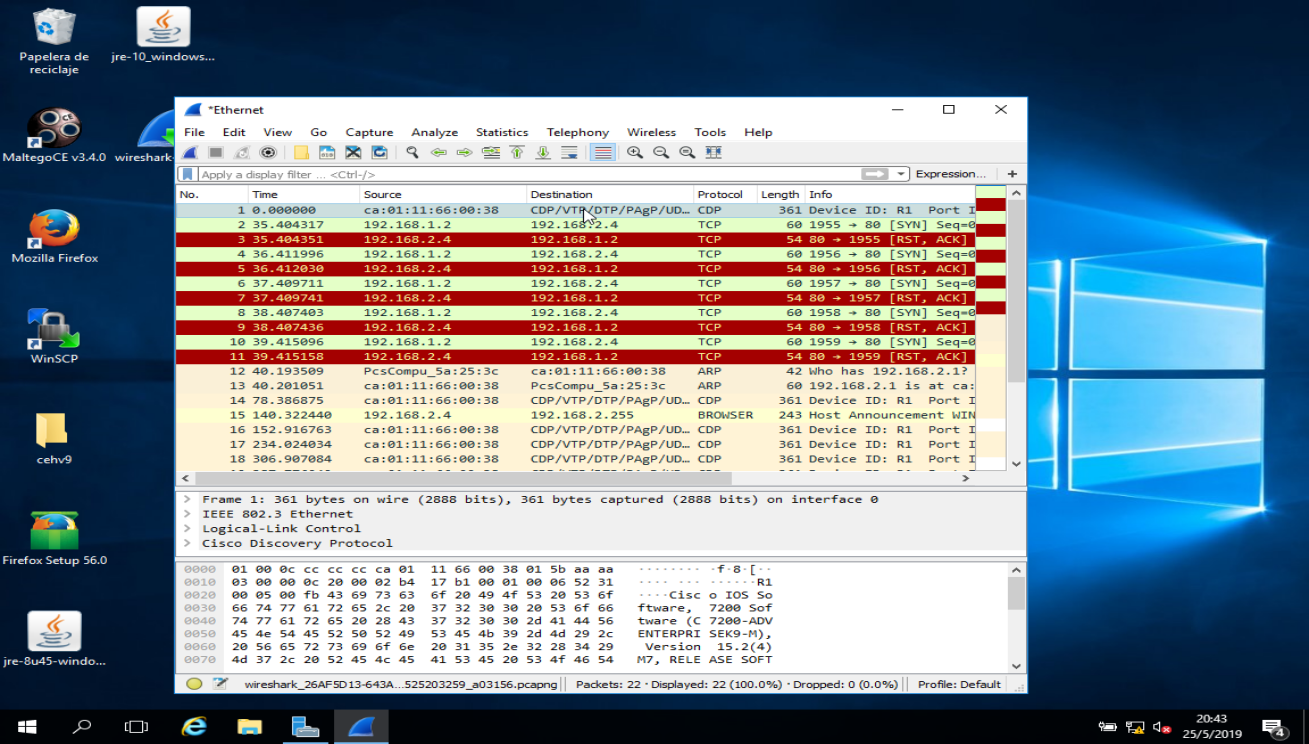 Papelera de
reciclaje
jre-10_windows...
MaltegoCE v3.4.0
wireshark
Mozilla Firefox
WinSCP
cehv9
Firefox Setup 56.0
jre-8u45-windo...
*Ethernet
File Edit View Go Capture Analyze Statistics Telephony Wireless Tools Help
Apply a display filter ... <Ctrl-/> Expression... +
No. Time Source Destination Protocol Length Info
1 0.000000 ca:01:11:66:00:38 CDP/VTP/DTP/PAgP/UD… CDP 361 Device ID: R1 Port I
2 35.404317 192.168.1.2 192.168.2.4 TCP 60 1955 → 80 [SYN] Seq=0
3 35.404351 192.168.2.4 192.168.1.2 TCP 54 80 → 1955 [RST, ACK]
4 36.411996 192.168.1.2 192.168.2.4 TCP 60 1956 → 80 [SYN] Seq=0
5 36.412030 192.168.2.4 192.168.1.2 TCP 54 80 → 1956 [RST, ACK]
6 37.409711 192.168.1.2 192.168.2.4 TCP 60 1957 → 80 [SYN] Seq=0
7 37.409741 192.168.2.4 192.168.1.2 TCP 54 80 → 1957 [RST, ACK]
8 38.407403 192.168.1.2 192.168.2.4 TCP 60 1958 → 80 [SYN] Seq=0
9 38.407436 192.168.2.4 192.168.1.2 TCP 54 80 → 1958 [RST, ACK]
10 39.415096 192.168.1.2 192.168.2.4 TCP 60 1959 → 80 [SYN] Seq=0
11 39.415158 192.168.2.4 192.168.1.2 TCP 54 80 → 1959 [RST, ACK]
12 40.193509 PcsCompu_5a:25:3c ca:01:11:66:00:38 ARP 42 Who has 192.168.2.1?
13 40.201051 ca:01:11:66:00:38 PcsCompu_5a:25:3c ARP 60 192.168.2.1 is at ca:
14 78.386875 ca:01:11:66:00:38 CDP/VTP/DTP/PAgP/UD… CDP 361 Device ID: R1 Port I
15 140.322440 192.168.2.4 192.168.2.255 BROWSER 243 Host Announcement WIN
16 152.916763 ca:01:11:66:00:38 CDP/VTP/DTP/PAgP/UD… CDP 361 Device ID: R1 Port I
17 234.024034 ca:01:11:66:00:38 CDP/VTP/DTP/PAgP/UD… CDP 361 Device ID: R1 Port I
18 306.907084 ca:01:11:66:00:38 CDP/VTP/DTP/PAgP/UD… CDP 361 Device ID: R1 Port I
> Frame 1: 361 bytes on wire (2888 bits), 361 bytes captured (2888 bits) on interface 0
> IEEE 802.3 Ethernet
> Logical-Link Control
> Cisco Discovery Protocol
0000 01 00 0c cc cc cc ca 01 11 66 00 38 01 5b aa aa ········ ·f·8·[··
0010 03 00 00 0c 20 00 02 b4 17 b1 00 01 00 06 52 31 ···· ··· ······R1
0020 00 05 00 fb 43 69 73 63 6f 20 49 4f 53 20 53 6f ····Cisc o IOS So
0030 66 74 77 61 72 65 2c 20 37 32 30 30 20 53 6f 66 ftware, 7200 Sof
0040 74 77 61 72 65 20 28 43 37 32 30 30 2d 41 44 56 tware (C 7200-ADV
0050 45 4e 54 45 52 50 52 49 53 45 4b 39 2d 4d 29 2c ENTERPRI SEK9-M),
0060 20 56 65 72 73 69 6f 6e 20 31 35 2e 32 28 34 29 Version 15.2(4)
0070 4d 37 2c 20 52 45 4c 45 41 53 45 20 53 4f 46 54 M7, RELE ASE SOFT
wireshark_26AF5D13-643A...525203259_a03156.pcapng Packets: 22 · Displayed: 22 (100.0%) · Dropped: 0 (0.0%) Profile: Default
20:43
25/5/2019
4